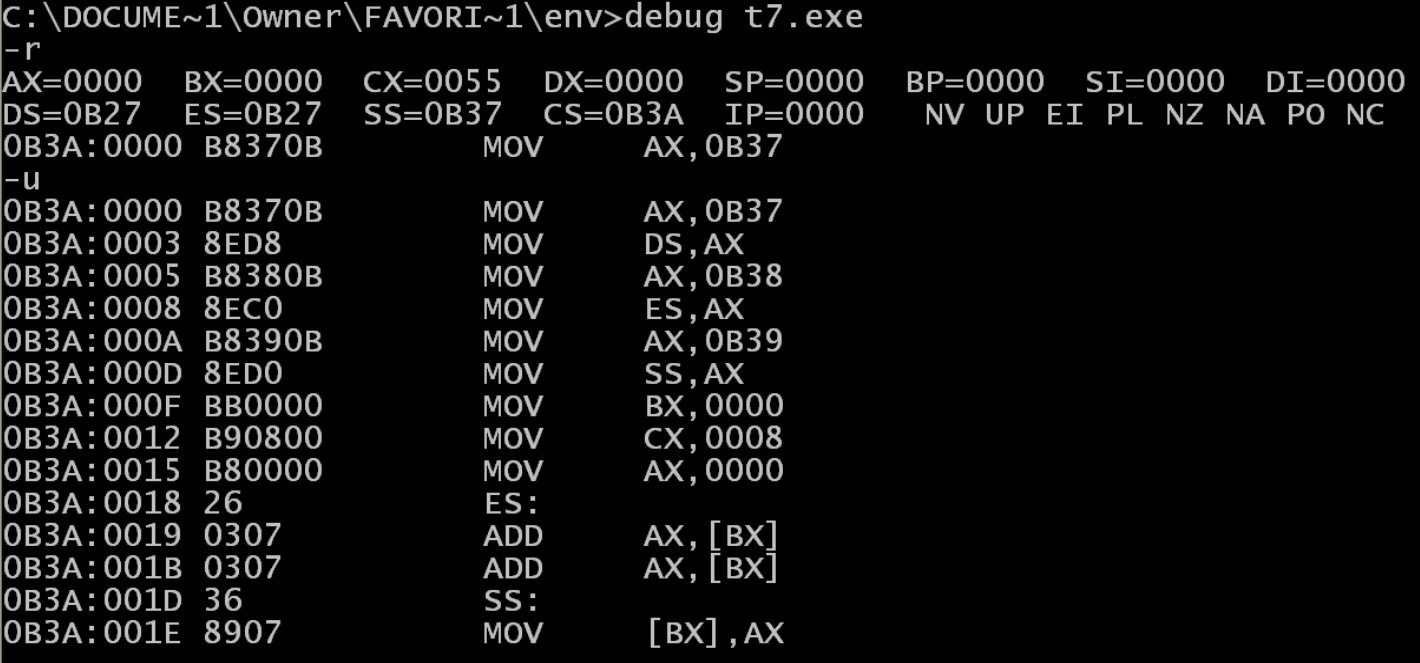 C:\DOCUME~1\Owner\FAVORI~1\env>debug t7.exe
-r
AX=0000  BX=0000  CX=0055  DX=0000  SP=0000  BP=0000  SI=0000  DI=0000
DS=0B27  ES=0B27  SS=0B37  CS=0B3A  IP=0000   NV UP EI PL NZ NA PO NC
0B3A:0000 B8370B        MOV     AX,0B37
-u
0B3A:0000 B8370B        MOV     AX,0B37
0B3A:0003 8ED8          MOV     DS,AX
0B3A:0005 B8380B        MOV     AX,0B38
0B3A:0008 8EC0          MOV     ES,AX
0B3A:000A B8390B        MOV     AX,0B39
0B3A:000D 8ED0          MOV     SS,AX
0B3A:000F BB0000        MOV     BX,0000
0B3A:0012 B90800        MOV     CX,0008
0B3A:0015 B80000        MOV     AX,0000
0B3A:0018 26            ES:
0B3A:0019 0307          ADD     AX,[BX]
0B3A:001B 0307          ADD     AX,[BX]
0B3A:001D 36            SS:
0B3A:001E 8907          MOV     [BX],AX